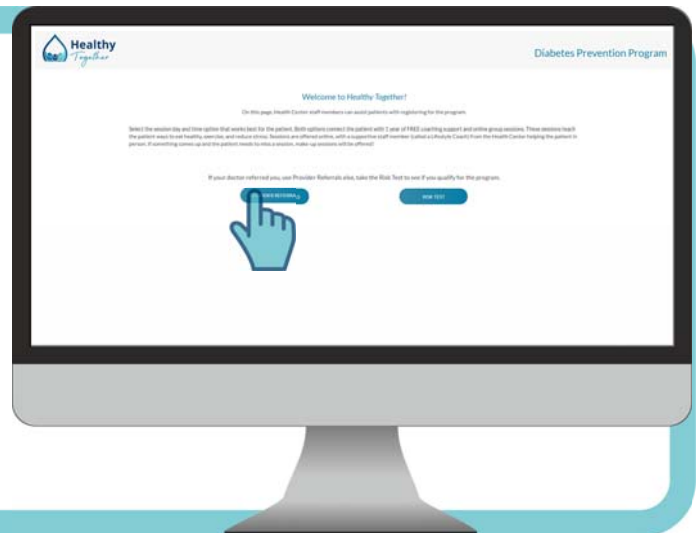 Healthy
Together
Diabetes Prevention Program
Welcome to Healthy Together!
On this page, Health Center staff members can assist patients with registering for the program.
Select the session day and time option that works best for the patient. Both options connect the patient with 1 year of FREE coaching support and online group sessions. These sessions teach
the patient ways to eat healthy, exercise, and reduce stress. Sessions are offered online, with a supportive staff member (called a Lifestyle Coach) from the Health Center helping the patient in
person. If something comes up and the patient needs to miss a session, make-up sessions will be offered!
If your doctor referred you, use Provider Referrals else, take the Risk Test to see if you qualify for the program.
RISK TEST